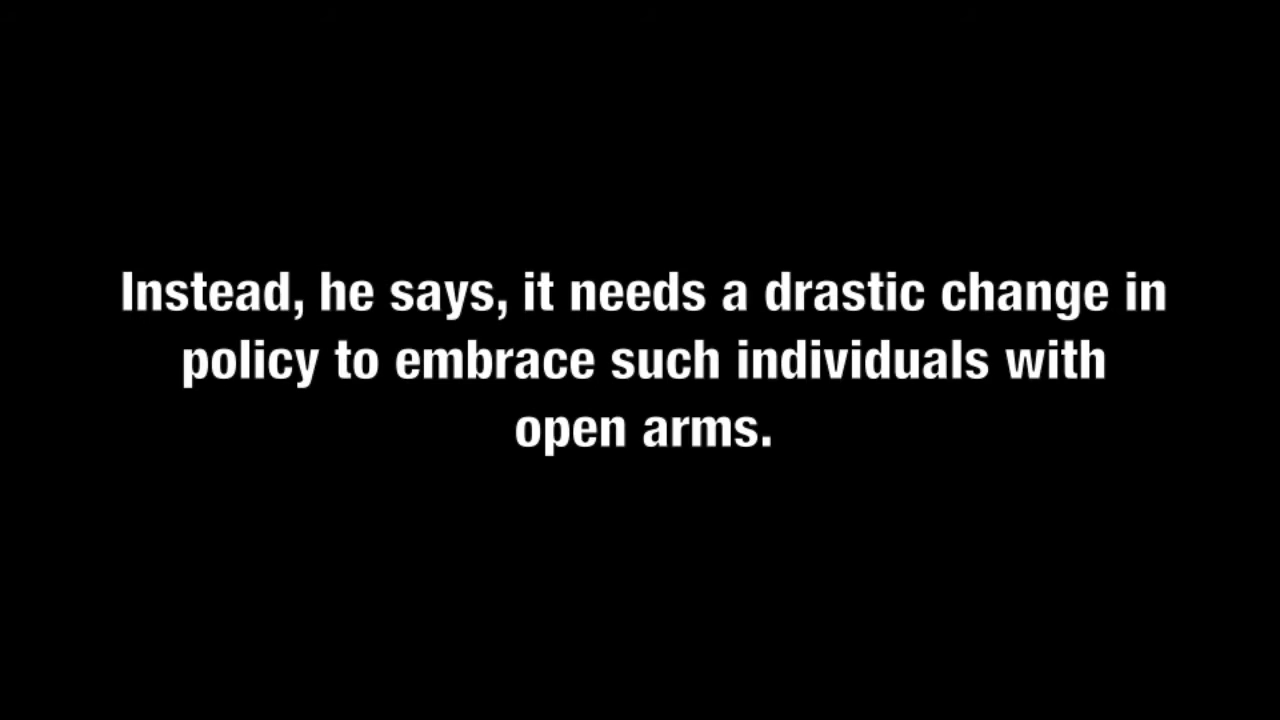 Instead, he says, it needs a drastic change in
policy to embrace such individuals with
open arms.